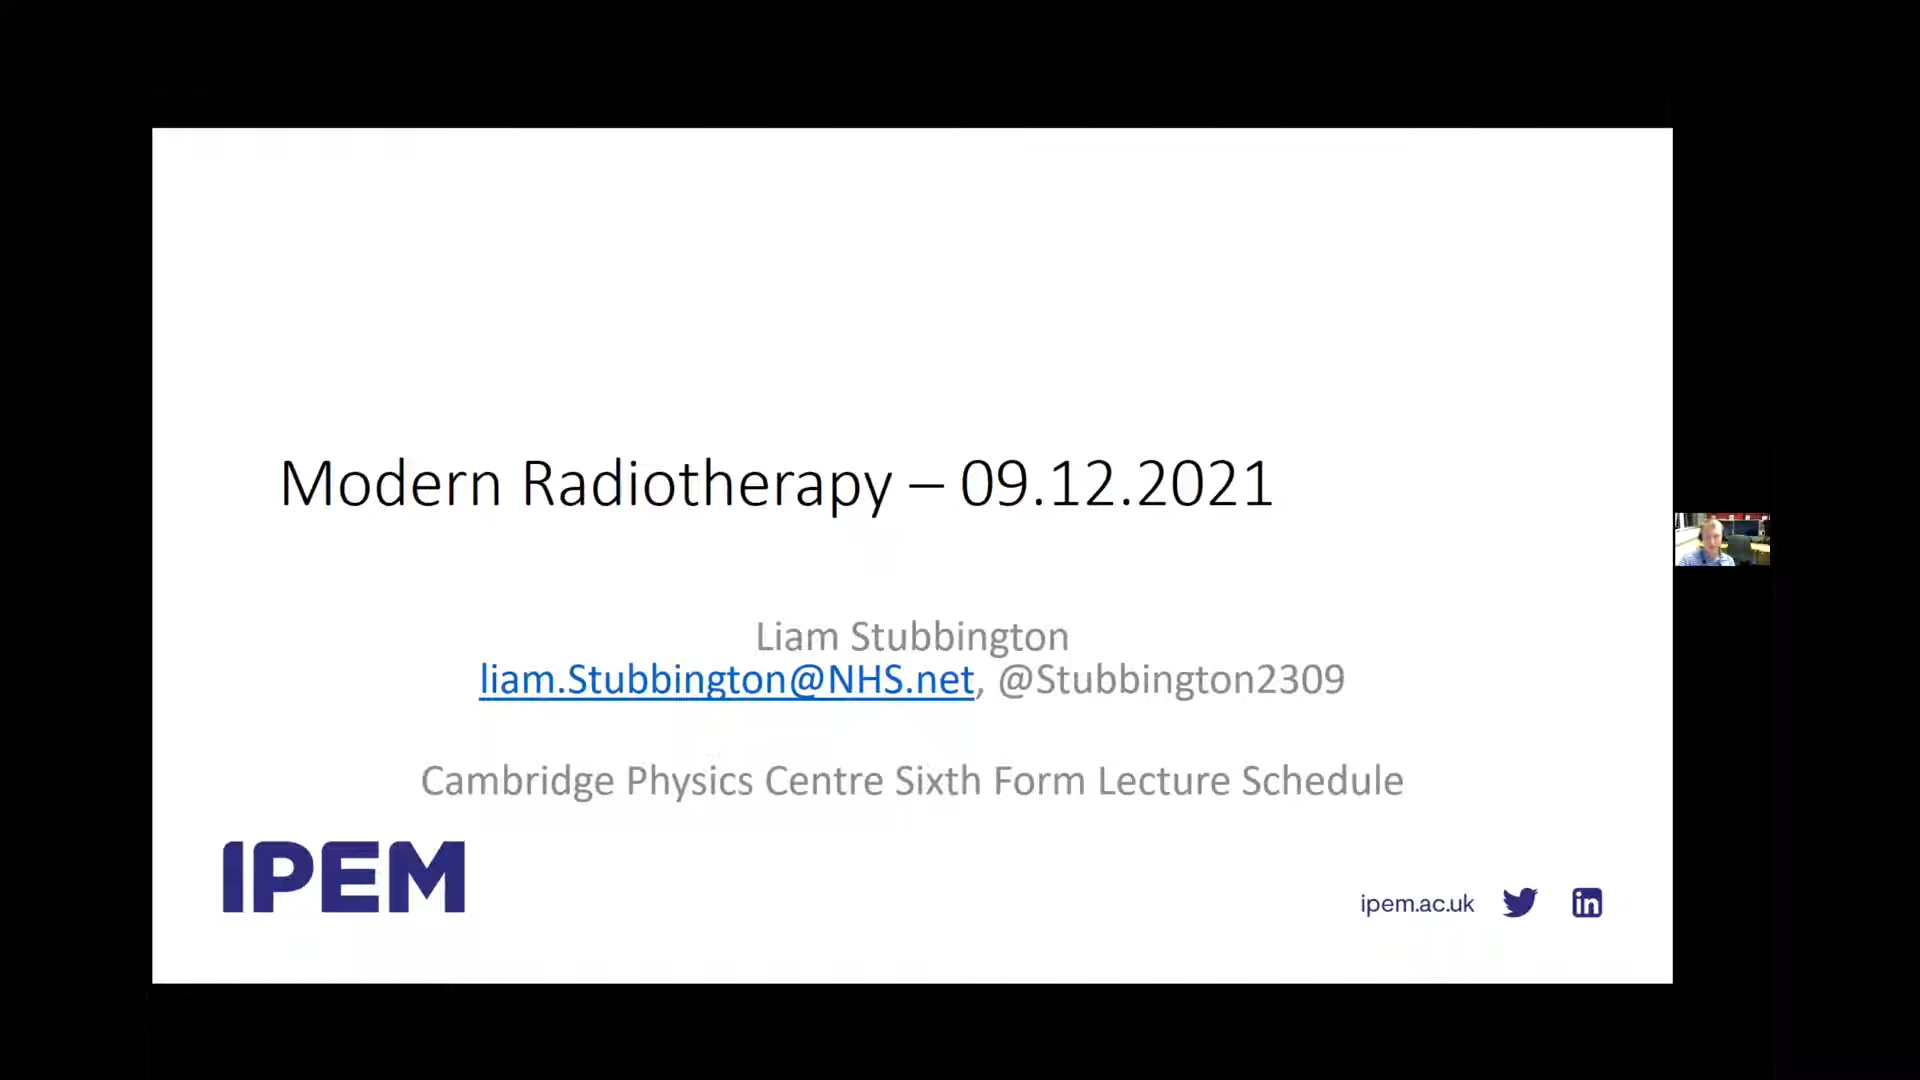 Modern Radiotherapy – 09.12.2021
Liam Stubbington
liam.Stubbington@NHS.net, @Stubbington2309
Cambridge Physics Centre Sixth Form Lecture Schedule
IPEM
ipem.ac.uk
in